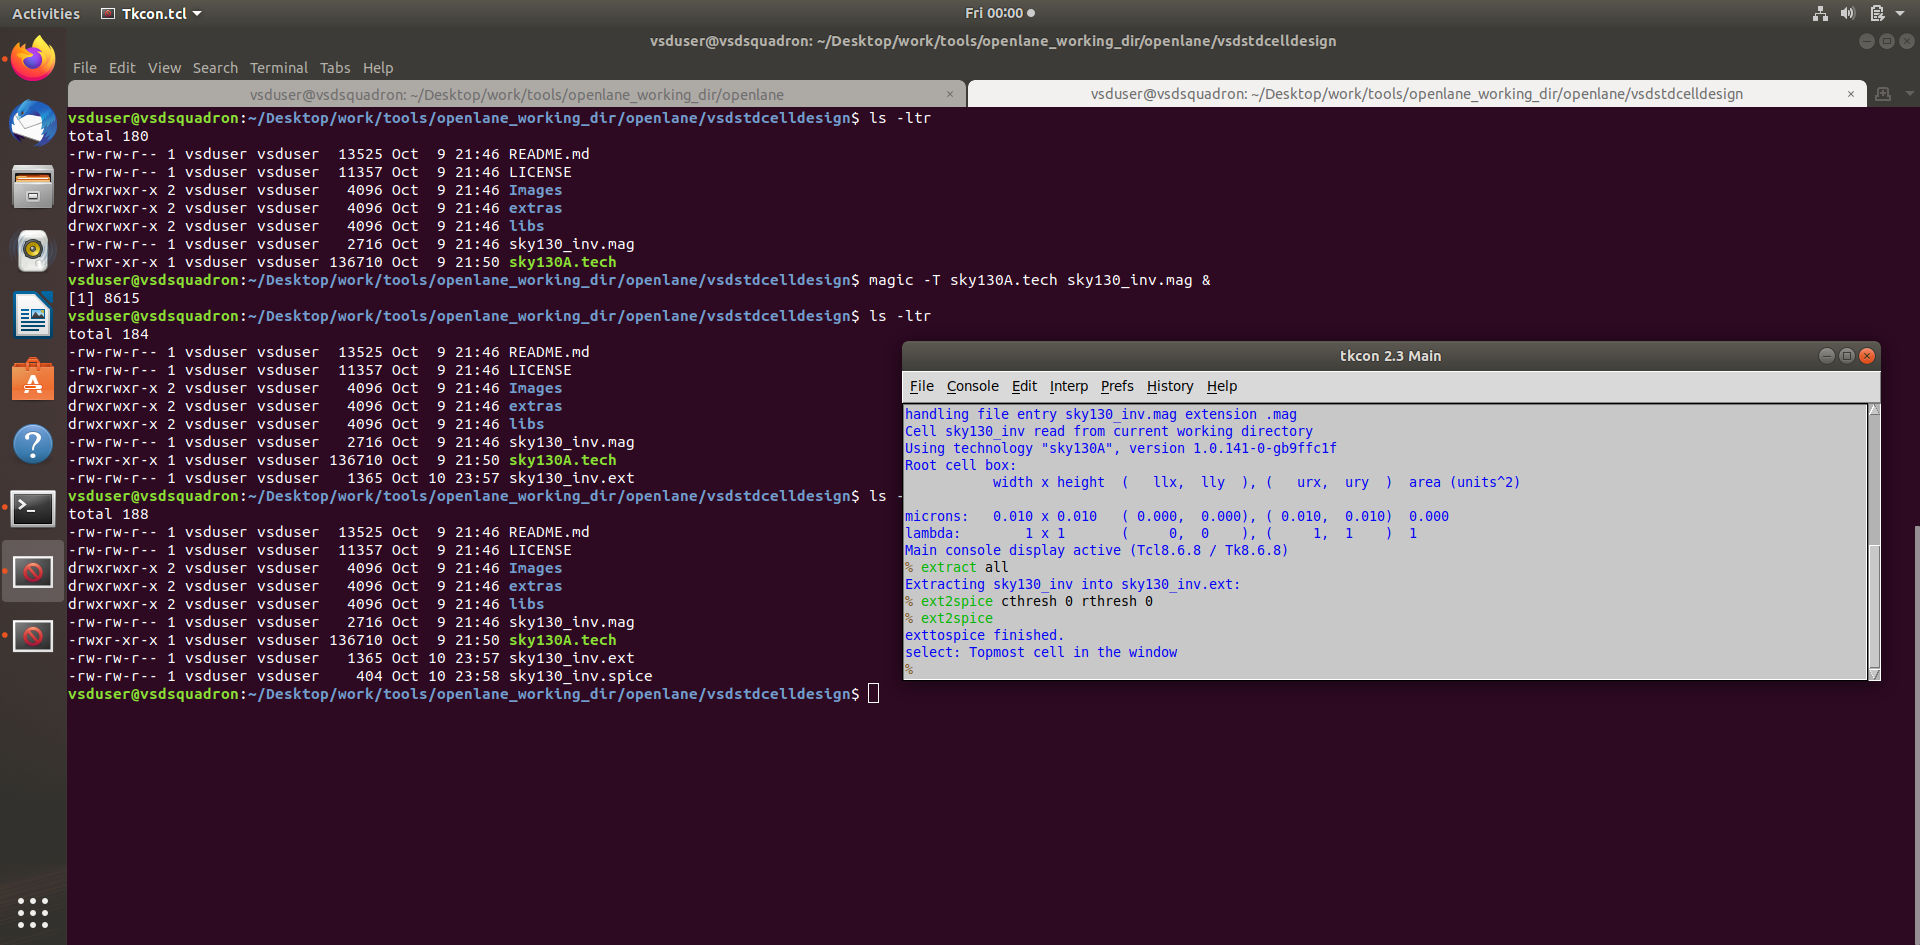 Activities Tkcon.tcl Fri 00:00
vsduser@vsdsquadron: ~/Desktop/work/tools/openlane_working_dir/openlane/vsdstdcelldesign
File Edit View Search Terminal Tabs Help
vsduser@vsdsquadron: ~/Desktop/work/tools/openlane_working_dir/openlane × vsduser@vsdsquadron: ~/Desktop/work/tools/openlane_working_dir/openlane/vsdstdcelldesign ×
vsduser@vsdsquadron:~/Desktop/work/tools/openlane_working_dir/openlane/vsdstdcelldesign$ ls -ltr
total 180
-rw-rw-r-- 1 vsduser vsduser  13525 Oct  9 21:46 README.md
-rw-rw-r-- 1 vsduser vsduser  11357 Oct  9 21:46 LICENSE
drwxrwxr-x 2 vsduser vsduser   4096 Oct  9 21:46 Images
drwxrwxr-x 2 vsduser vsduser   4096 Oct  9 21:46 extras
drwxrwxr-x 2 vsduser vsduser   4096 Oct  9 21:46 libs
-rw-rw-r-- 1 vsduser vsduser   2716 Oct  9 21:46 sky130_inv.mag
-rwxr-xr-x 1 vsduser vsduser 136710 Oct  9 21:50 sky130A.tech
vsduser@vsdsquadron:~/Desktop/work/tools/openlane_working_dir/openlane/vsdstdcelldesign$ magic -T sky130A.tech sky130_inv.mag &
[1] 8615
vsduser@vsdsquadron:~/Desktop/work/tools/openlane_working_dir/openlane/vsdstdcelldesign$ ls -ltr
total 184
-rw-rw-r-- 1 vsduser vsduser  13525 Oct  9 21:46 README.md
-rw-rw-r-- 1 vsduser vsduser  11357 Oct  9 21:46 LICENSE
drwxrwxr-x 2 vsduser vsduser   4096 Oct  9 21:46 Images
drwxrwxr-x 2 vsduser vsduser   4096 Oct  9 21:46 extras
drwxrwxr-x 2 vsduser vsduser   4096 Oct  9 21:46 libs
-rw-rw-r-- 1 vsduser vsduser   2716 Oct  9 21:46 sky130_inv.mag
-rwxr-xr-x 1 vsduser vsduser 136710 Oct  9 21:50 sky130A.tech
-rw-rw-r-- 1 vsduser vsduser   1365 Oct 10 23:57 sky130_inv.ext
vsduser@vsdsquadron:~/Desktop/work/tools/openlane_working_dir/openlane/vsdstdcelldesign$ ls -
total 188
-rw-rw-r-- 1 vsduser vsduser  13525 Oct  9 21:46 README.md
-rw-rw-r-- 1 vsduser vsduser  11357 Oct  9 21:46 LICENSE
drwxrwxr-x 2 vsduser vsduser   4096 Oct  9 21:46 Images
drwxrwxr-x 2 vsduser vsduser   4096 Oct  9 21:46 extras
drwxrwxr-x 2 vsduser vsduser   4096 Oct  9 21:46 libs
-rw-rw-r-- 1 vsduser vsduser   2716 Oct  9 21:46 sky130_inv.mag
-rwxr-xr-x 1 vsduser vsduser 136710 Oct  9 21:50 sky130A.tech
-rw-rw-r-- 1 vsduser vsduser   1365 Oct 10 23:57 sky130_inv.ext
-rw-rw-r-- 1 vsduser vsduser    404 Oct 10 23:58 sky130_inv.spice
vsduser@vsdsquadron:~/Desktop/work/tools/openlane_working_dir/openlane/vsdstdcelldesign$
tkcon 2.3 Main
File Console Edit Interp Prefs History Help
handling file entry sky130_inv.mag extension .mag
Cell sky130_inv read from current working directory
Using technology "sky130A", version 1.0.141-0-gb9ffc1f
Root cell box:
           width x height  (   llx,  lly  ), (   urx,  ury  )  area (units^2)
microns:   0.010 x 0.010   ( 0.000,  0.000), ( 0.010,  0.010)  0.000
lambda:        1 x 1       (     0,  0    ), (     1,  1    )  1
Main console display active (Tcl8.6.8 / Tk8.6.8)
% extract all
Extracting sky130_inv into sky130_inv.ext:
% ext2spice cthresh 0 rthresh 0
% ext2spice
exttospice finished.
select: Topmost cell in the window
%